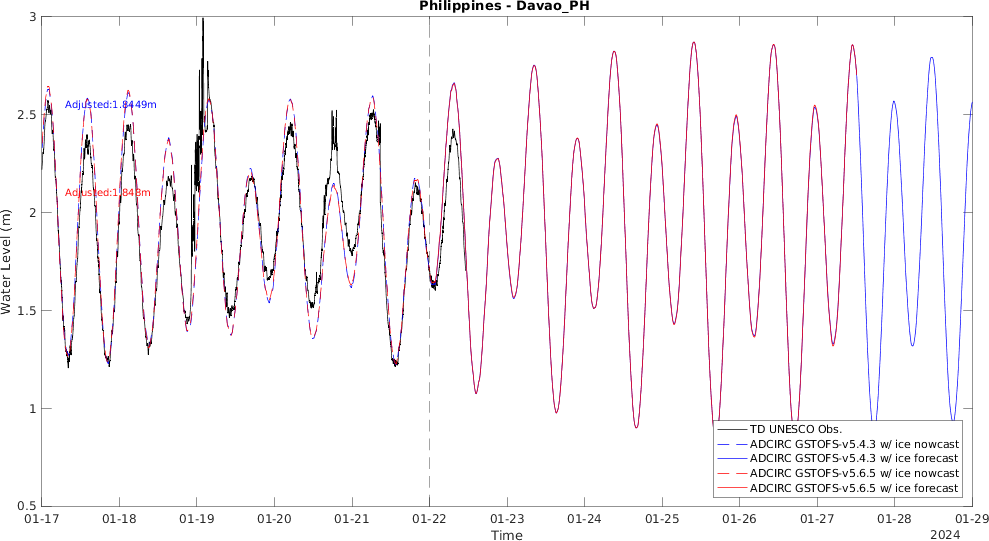 Philippines - Davao_PH
3
2.5
2
1.5
1
0.5
Water Level (m)
Adjusted:1.8449m
Adjusted:1.848m
TD UNESCO Obs.
ADCIRC GSTOFS-v5.4.3 w/ ice nowcast
ADCIRC GSTOFS-v5.4.3 w/ ice forecast
ADCIRC GSTOFS-v5.6.5 w/ ice nowcast
ADCIRC GSTOFS-v5.6.5 w/ ice forecast
01-17 01-18 01-19 01-20 01-21 01-22 01-23 01-24 01-25 01-26 01-27 01-28 01-29
Time
2024